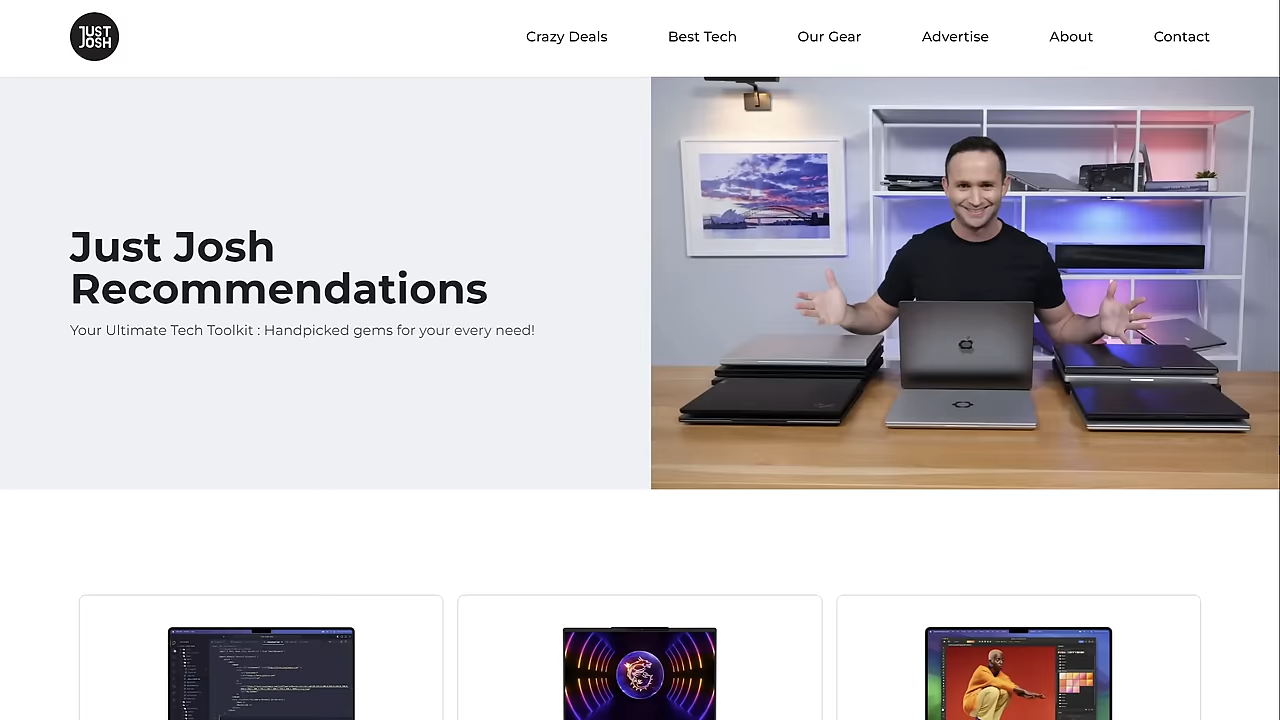 JUST
JOSH
Crazy Deals
Best Tech
Our Gear
Advertise
About
Contact
Just Josh
Recommendations
Your Ultimate Tech Toolkit : Handpicked gems for your every need!